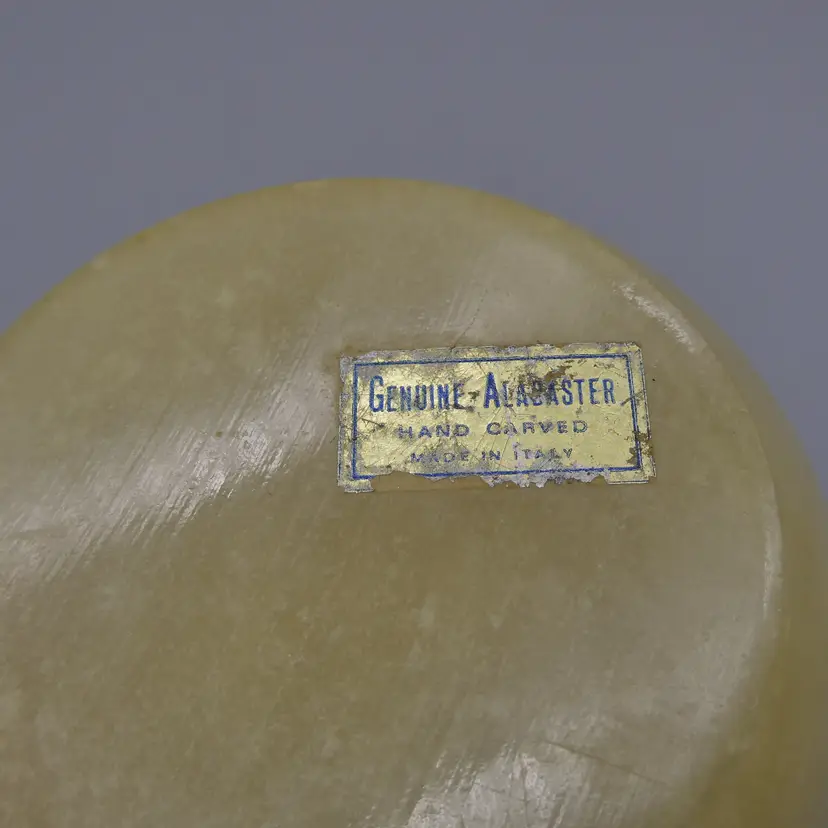 GENUINE ALABASTER
HAND CARVED
MADE IN ITALY